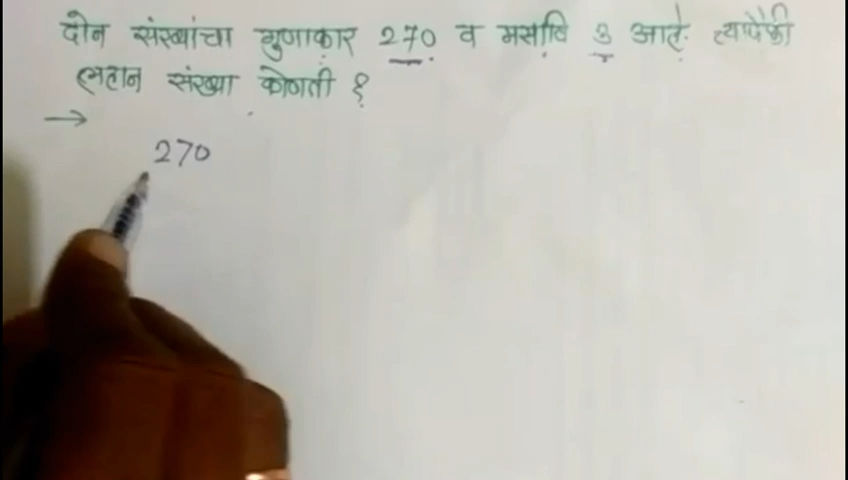 दोन संख्यांचा गुणाकार 270 व मसावि 3 आहे. त्यापैकी
लहान संख्या कोणती ?
→
270